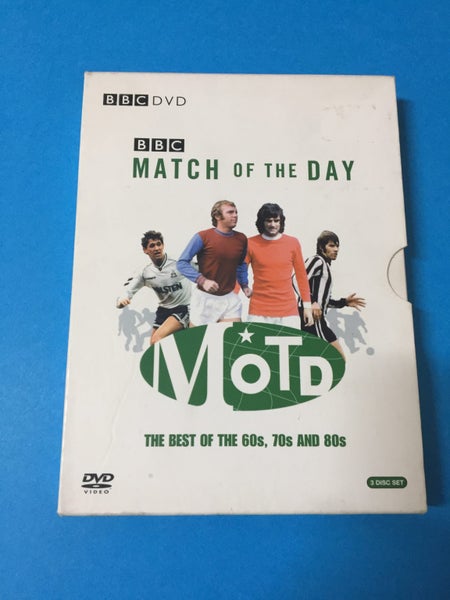 BBC DVD
BBC
MATCH OF THE DAY
HOLSTEN
MOTD
THE BEST OF THE 60s, 70s AND 80s
DVD
VIDEO
3 DISC SET